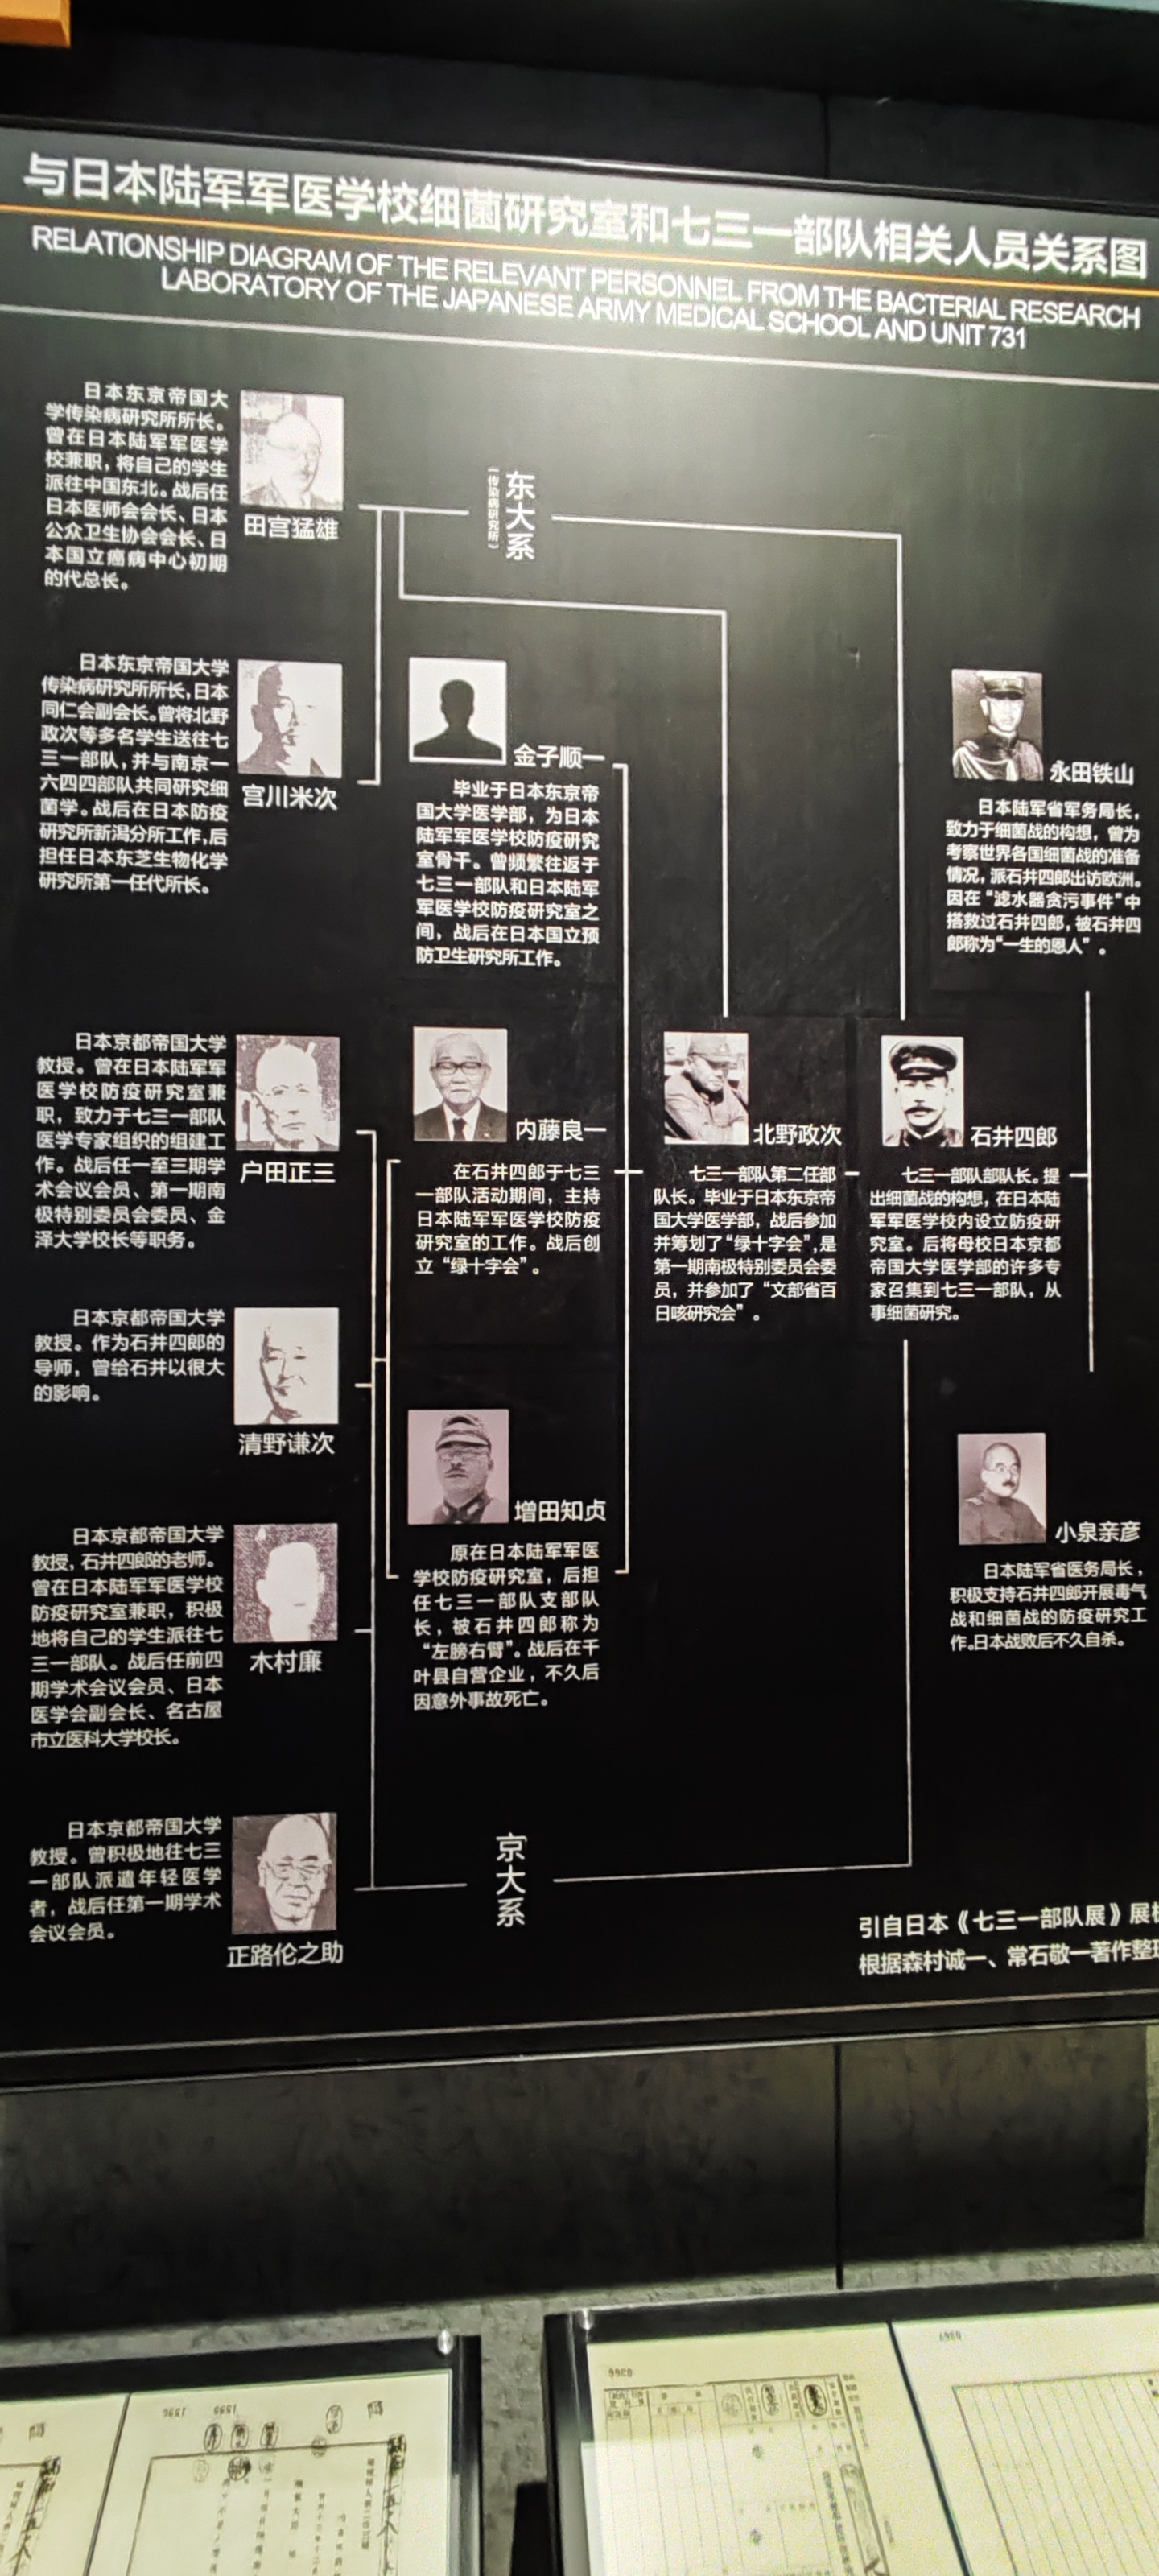 与日本陆军军医学校细菌研究室和七三一部队相关人员关系图
RELATIONSHIP DIAGRAM OF THE RELEVANT PERSONNEL FROM THE BACTERIAL RESEARCH
LABORATORY OF THE JAPANESE ARMY MEDICAL SCHOOL AND UNIT 731
日本东京帝国大
学传染病研究所所长。
曾在日本陆军军医学
校兼职，将自己的学生
派往中国东北。战后任
日本医师会会长、日本
公众卫生协会会长、日
本国立癌病中心初期
的代总长。
田宫猛雄
东大系
（传染病研究所）
日本东京帝国大学
传染病研究所所长，日本
同仁会副会长。曾将北野
政次等多名学生送往七
三一部队，并与南京一
六四四部队共同研究细
菌学。战后在日本防疫
研究所新潟分所工作，后
担任日本东芝生物化学
研究所第一任代所长。
宫川米次
金子顺一
毕业于日本东京帝
国大学医学部，为日本
陆军军医学校防疫研究
室骨干。曾频繁往返于
七三一部队和日本陆军
军医学校防疫研究室之
间，战后在日本国立预
防卫生研究所工作。
永田铁山
日本陆军省军务局长，
致力于细菌战的构想，曾为
考察世界各国细菌战的准备
情况，派石井四郎出访欧洲。
因在“滤水器贪污事件”中
搭救过石井四郎，被石井四
郎称为“一生的恩人”。
日本京都帝国大学
教授。曾在日本陆军军
医学校防疫研究室兼
职，致力于七三一部队
医学专家组织的组建工
作。战后任一至三期学
术会议会员、第一期南
极特别委员会委员、金
泽大学校长等职务。
户田正三
内藤良一
在石井四郎于七三
一部队活动期间，主持
日本陆军军医学校防疫
研究室的工作。战后创
立“绿十字会”。
北野政次
七三一部队第二任部
队长。毕业于日本东京帝
国大学医学部，战后参加
并筹划了“绿十字会”，是
第一期南极特别委员会委
员，并参加了“文部省百
日咳研究会”。
石井四郎
七三一部队部队长。提
出细菌战的构想，在日本陆
军军医学校内设立防疫研
究室。后将母校日本京都
帝国大学医学部的许多专
家召集到七三一部队，从
事细菌研究。
日本京都帝国大学
教授。作为石井四郎的
导师，曾给石井以很大
的影响。
清野谦次
增田知贞
原在日本陆军军医
学校防疫研究室，后担
任七三一部队支部队
长，被石井四郎称为
“左膀右臂”。战后在千
叶县自营企业，不久后
因意外事故死亡。
小泉亲彦
日本陆军省医务局长，
积极支持石井四郎开展毒气
战和细菌战的防疫研究工
作。日本战败后不久自杀。
日本京都帝国大学
教授，石井四郎的老师。
曾在日本陆军军医学校
防疫研究室兼职，积极
地将自己的学生派往七
三一部队。战后任前四
期学术会议会员、日本
医学会副会长、名古屋
市立医科大学校长。
木村廉
日本京都帝国大学
教授。曾积极地往七三
一部队派遣年轻医学
者，战后任第一期学术
会议会员。
正路伦之助
京大系
引自日本《七三一部队展》展
根据森村诚一、常石敬一著作整